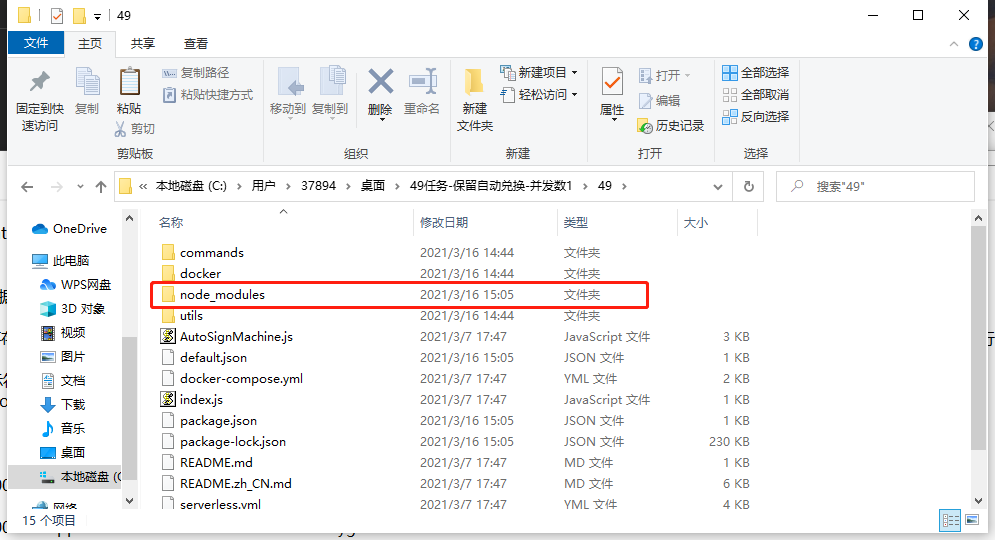 49
文件 主页 共享 查看
固定到快速访问
复制
粘贴
复制路径
粘贴快捷方式
剪切
剪贴板
移动到
复制到
删除
重命名
组织
新建文件夹
新建项目
轻松访问
新建
属性
打开
编辑
历史记录
打开
全部选择
全部取消
反向选择
选择
« 本地磁盘 (C:) › 用户 › 37894 › 桌面 › 49任务-保留自动兑换-并发数1 › 49 ›
搜索"49"
OneDrive
此电脑
WPS网盘
3D 对象
视频
图片
文档
下载
音乐
桌面
本地磁盘 (C
网络
名称 修改日期 类型 大小
commands 2021/3/16 14:44 文件夹
docker 2021/3/16 14:44 文件夹
node_modules 2021/3/16 15:05 文件夹
utils 2021/3/16 14:44 文件夹
AutoSignMachine.js 2021/3/7 17:47 JavaScript 文件 3 KB
default.json 2021/3/16 15:05 JSON 文件 1 KB
docker-compose.yml 2021/3/7 17:47 YML 文件 2 KB
index.js 2021/3/7 17:47 JavaScript 文件 1 KB
package.json 2021/3/16 15:05 JSON 文件 1 KB
package-lock.json 2021/3/16 15:05 JSON 文件 230 KB
README.md 2021/3/7 17:47 MD 文件 1 KB
README.zh_CN.md 2021/3/7 17:47 MD 文件 6 KB
serverless.yml 2021/3/7 17:47 YML 文件 4 KB
15 个项目